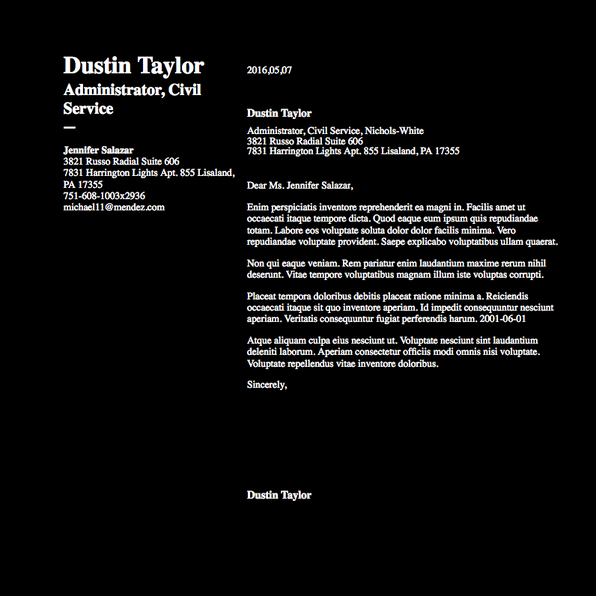 Dustin Taylor
Administrator, Civil
Service
Jennifer Salazar
3821 Russo Radial Suite 606
7831 Harrington Lights Apt. 855 Lisaland,
PA 17355
751-608-1003x2936
michael11@mendez.com
2016,05,07
Dustin Taylor
Administrator, Civil Service, Nichols-White
3821 Russo Radial Suite 606
7831 Harrington Lights Apt. 855 Lisaland, PA 17355
Dear Ms. Jennifer Salazar,
Enim perspiciatis inventore reprehenderit ea magni in. Facilis amet ut
occaecati itaque tempore dicta. Quod eaque eum ipsum quis repudiandae
totam. Labore eos voluptate soluta dolor dolor facilis minima. Vero
repudiandae voluptate provident. Saepe explicabo voluptatibus ullam quaerat.
Non qui eaque veniam. Rem pariatur enim laudantium maxime rerum nihil
deserunt. Vitae tempore voluptatibus magnam illum iste voluptas corrupti.
Placeat tempora doloribus debitis placeat ratione minima a. Reiciendis
occaecati itaque sit quo inventore aperiam. Id impedit consequuntur nesciunt
aperiam. Veritatis consequuntur fugiat perferendis harum. 2001-06-01
Atque aliquam culpa eius nesciunt ut. Voluptate nesciunt sint laudantium
deleniti laborum. Aperiam consectetur officiis modi omnis nisi voluptate.
Voluptate repellendus vitae inventore doloribus.
Sincerely,
Dustin Taylor